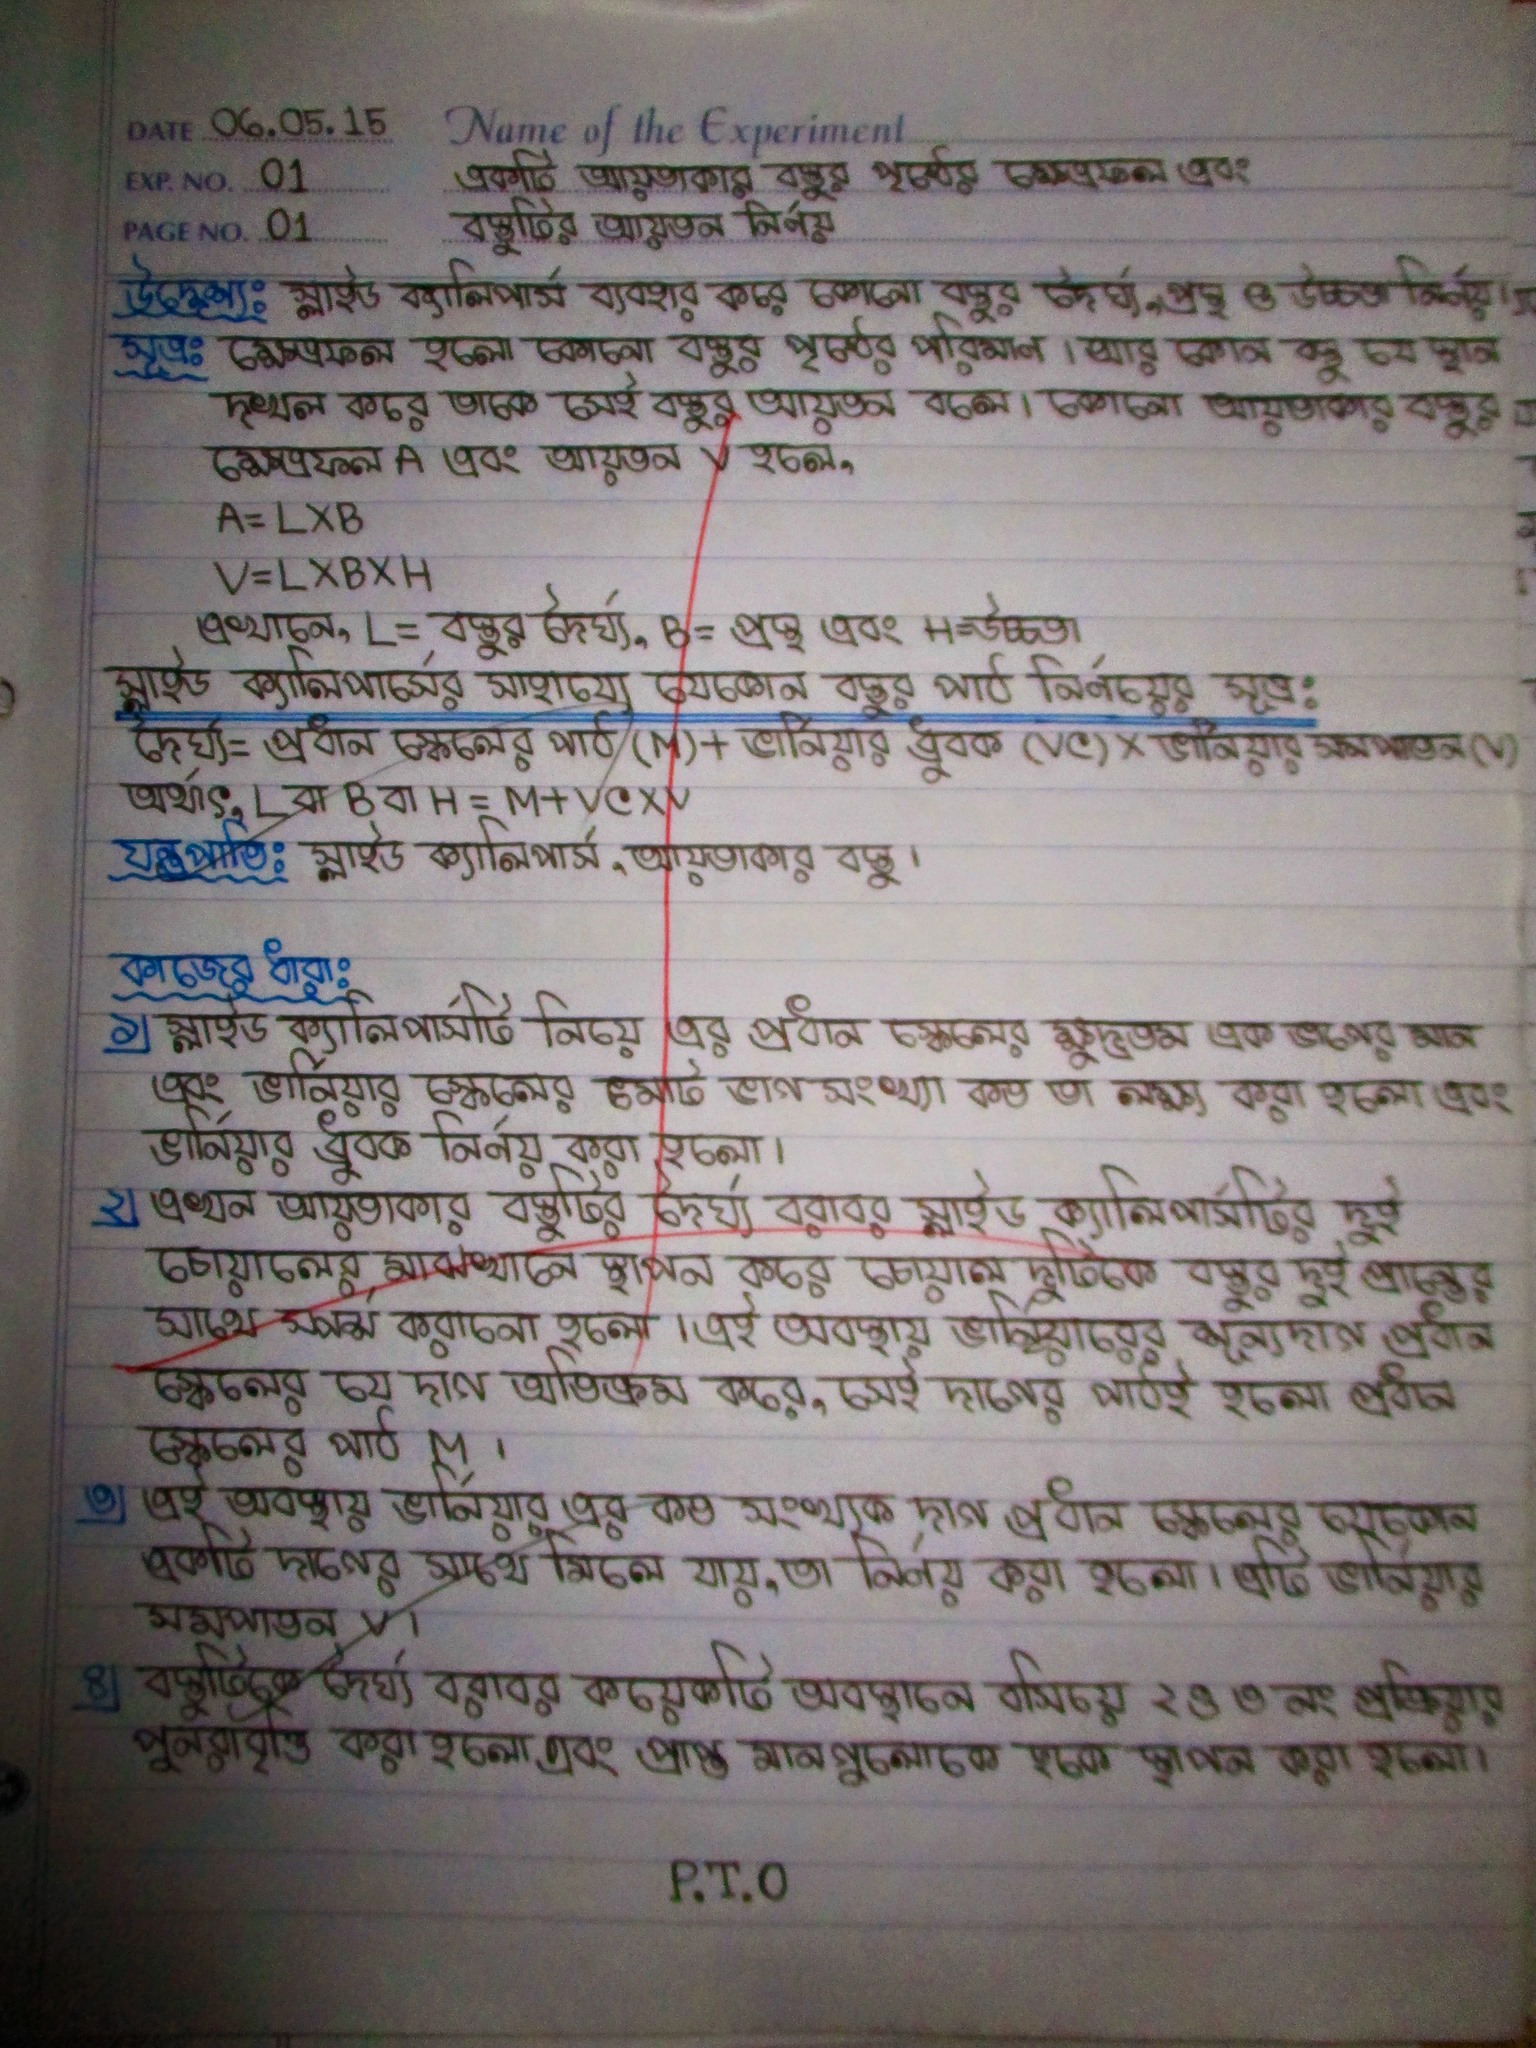 DATE 06.05.15 Name of the Experiment
EXP. NO. 01 একটি আয়তাকার বস্তুর পৃষ্ঠের ক্ষেত্রফল এবং
PAGE NO. 01 বস্তুটির আয়তন নির্ণয়
উদ্দেশ্যঃ স্লাইড ক্যালিপার্স ব্যবহার করে কোনো বস্তুর দৈর্ঘ্য, প্রস্থ ও উচ্চতা নির্ণয়।
সূত্রঃ ক্ষেত্রফল হলো কোনো বস্তুর পৃষ্ঠের পরিমান। আর কোন বস্তু যে স্থান
দখল করে তাকে সেই বস্তুর আয়তন বলে। কোনো আয়তাকার বস্তুর
ক্ষেত্রফল A এবং আয়তন V হলে,
A=LXB
V=LXBXH
এখানে, L= বস্তুর দৈর্ঘ্য, B= প্রস্থ এবং H=উচ্চতা
স্লাইড ক্যালিপার্সের সাহায্যে যেকোন বস্তুর পাঠ নির্ণয়ের সূত্রঃ
দৈর্ঘ্য= প্রধান স্কেলের পাঠ (M)+ ভার্নিয়ার ধ্রুবক (VC)× ভার্নিয়ার সমপাতন (V)
অর্থাৎ, L বা B বা H = M+VCXV
যন্ত্রপাতিঃ স্লাইড ক্যালিপার্স, আয়তাকার বস্তু।
কাজের ধারাঃ
১) স্লাইড ক্যালিপার্সটি নিয়ে এর প্রধান স্কেলের ক্ষুদ্রতম এক ভাগের মান
এবং ভার্নিয়ার স্কেলের মোট ভাগ সংখ্যা কত তা লক্ষ্য করা হলো এবং
ভার্নিয়ার ধ্রুবক নির্ণয় করা হলো।
২) এখন আয়তাকার বস্তুটির দৈর্ঘ্য বরাবর স্লাইড ক্যালিপার্সটির দুই
চোয়ালের মাঝখানে স্থাপন করে চোয়াল দুটিকে বস্তুর দুই প্রান্তের
সাথে স্পর্শ করানো হলো। এই অবস্থায় ভার্নিয়ারের শূন্যদাগ প্রধান
স্কেলের যে দাগ অতিক্রম করে, সেই দাগের পাঠই হলো প্রধান
স্কেলের পাঠ M ।
৩) এই অবস্থায় ভার্নিয়ার এর কত সংখ্যক দাগ প্রধান স্কেলের যেকোন
একটি দাগের সাথে মিলে যায়, তা নির্ণয় করা হলো। এটি ভার্নিয়ার
সমপাতন V।
৪) বস্তুটিকে দৈর্ঘ্য বরাবর কয়েকটি অবস্থানে বসিয়ে ২ও ৩ নং প্রক্রিয়ার
পুনরাবৃত্তি করা হলো এবং প্রাপ্ত মানগুলোকে ছকে স্থাপন করা হলো।
P.T.O